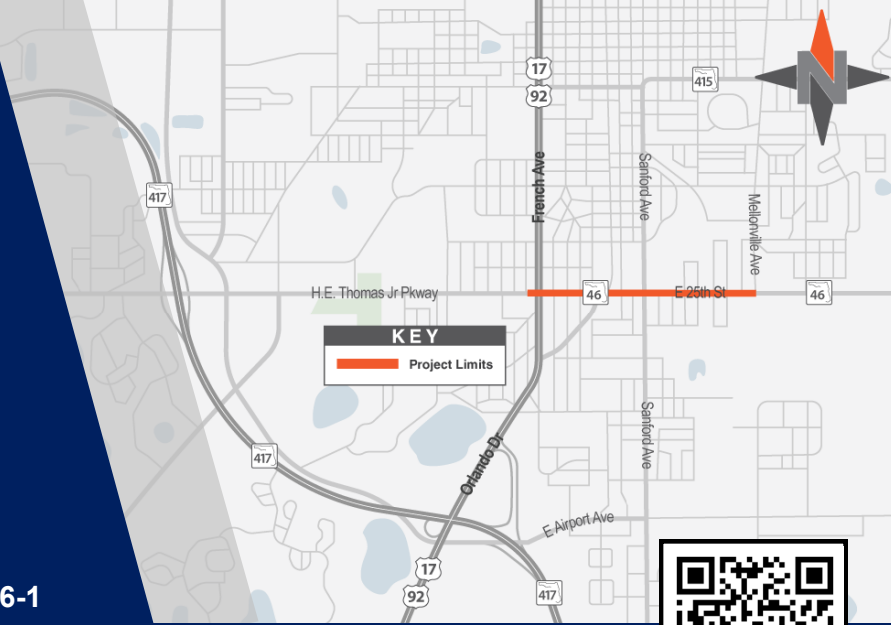 17
92
415
417
French Ave
Sanford Ave
Mellonville Ave
H.E. Thomas Jr Pkway
46
E 25th St
46
KEY
Project Limits
Sanford Ave
417
Orlando Dr
E Airport Ave
17
92
417
6-1
N